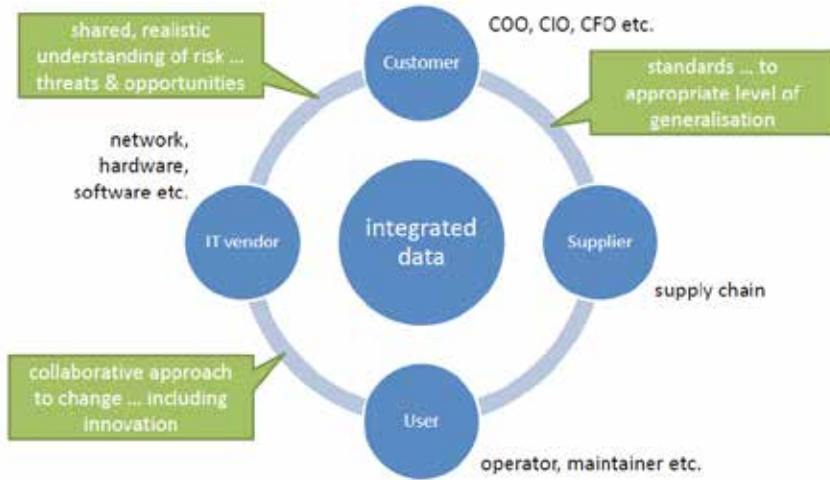 COO, CIO, CFO etc.
shared, realistic
understanding of risk ...
threats & opportunities
Customer
standards ... to
appropriate level of
generalisation
network,
hardware,
software etc.
IT vendor
integrated
data
Supplier
supply chain
collaborative approach
to change ... including
innovation
User
operator, maintainer etc.